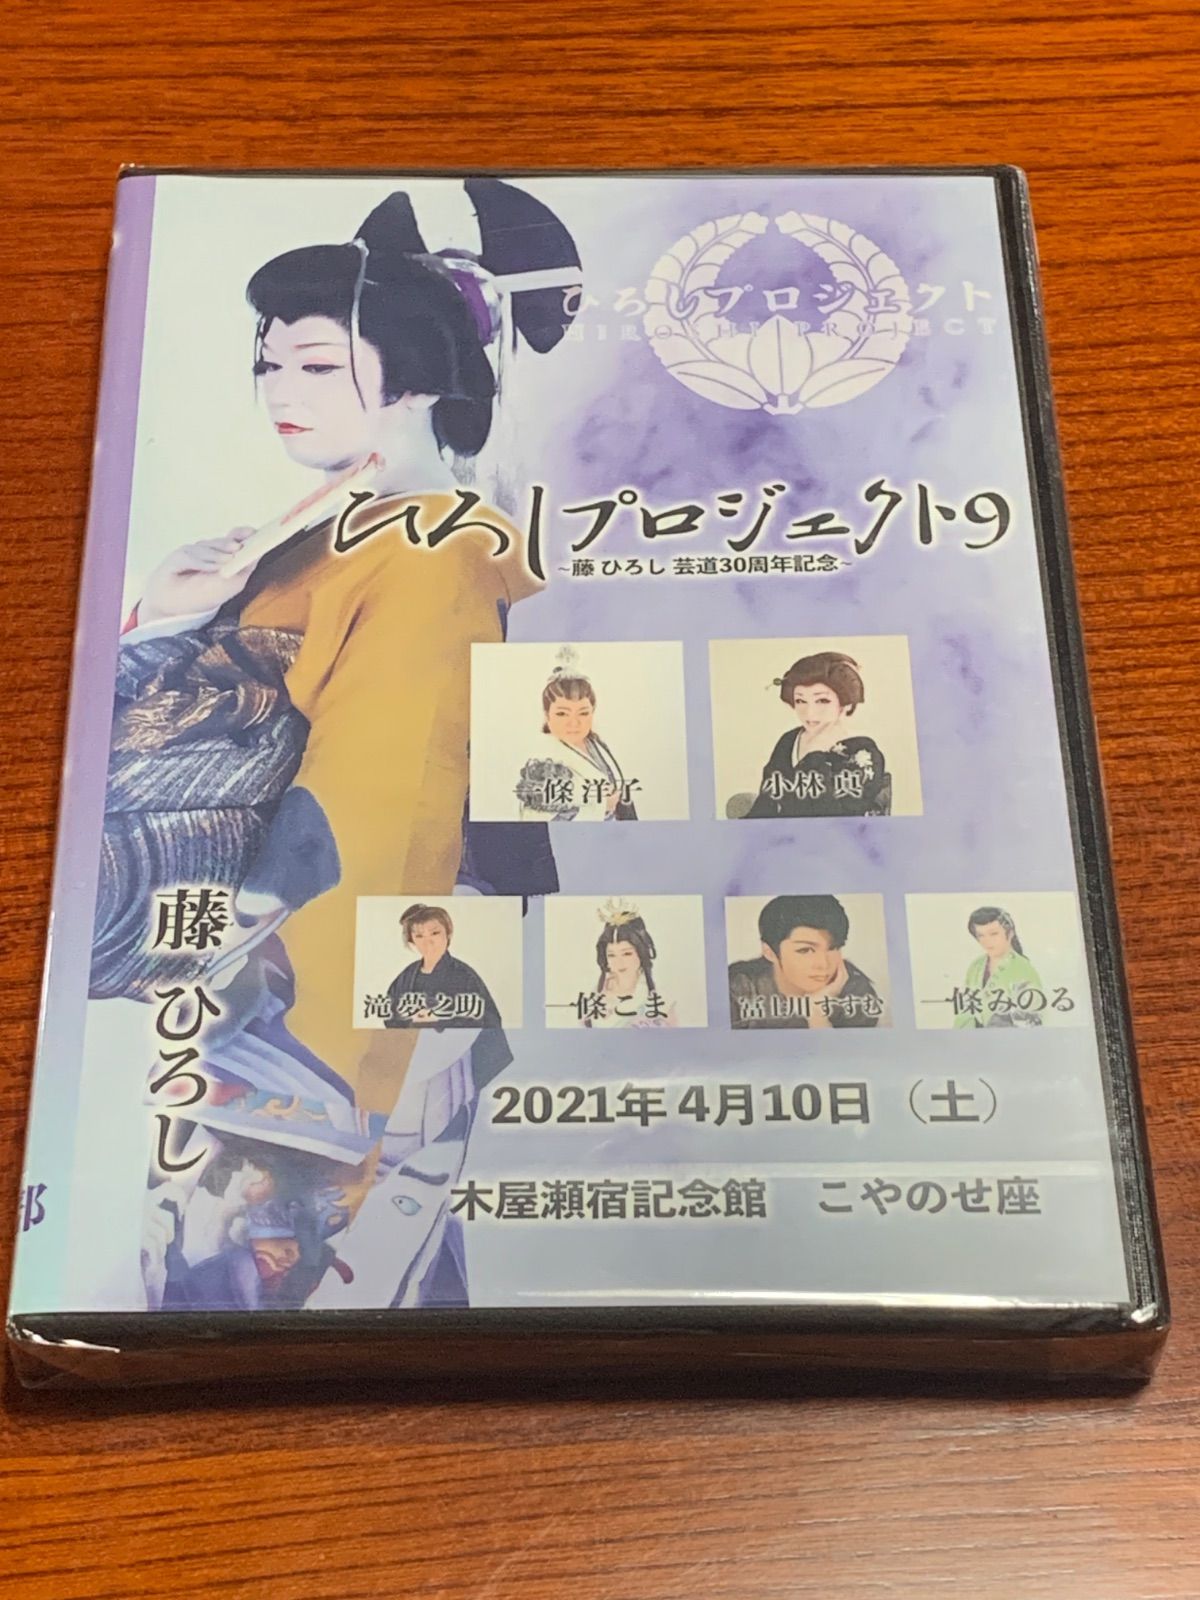 ひろしプロジェクト
HIROSHI PROJECT
ひろしプロジェクト9
~藤 ひろし 芸道30周年記念~
一條 洋子
小林 真
滝 夢之助
一條 こま
富士川 すすむ
一條 みのる
藤 ひろし
2021年 4月10日（土）
木屋瀬宿記念館　こやのせ座
部